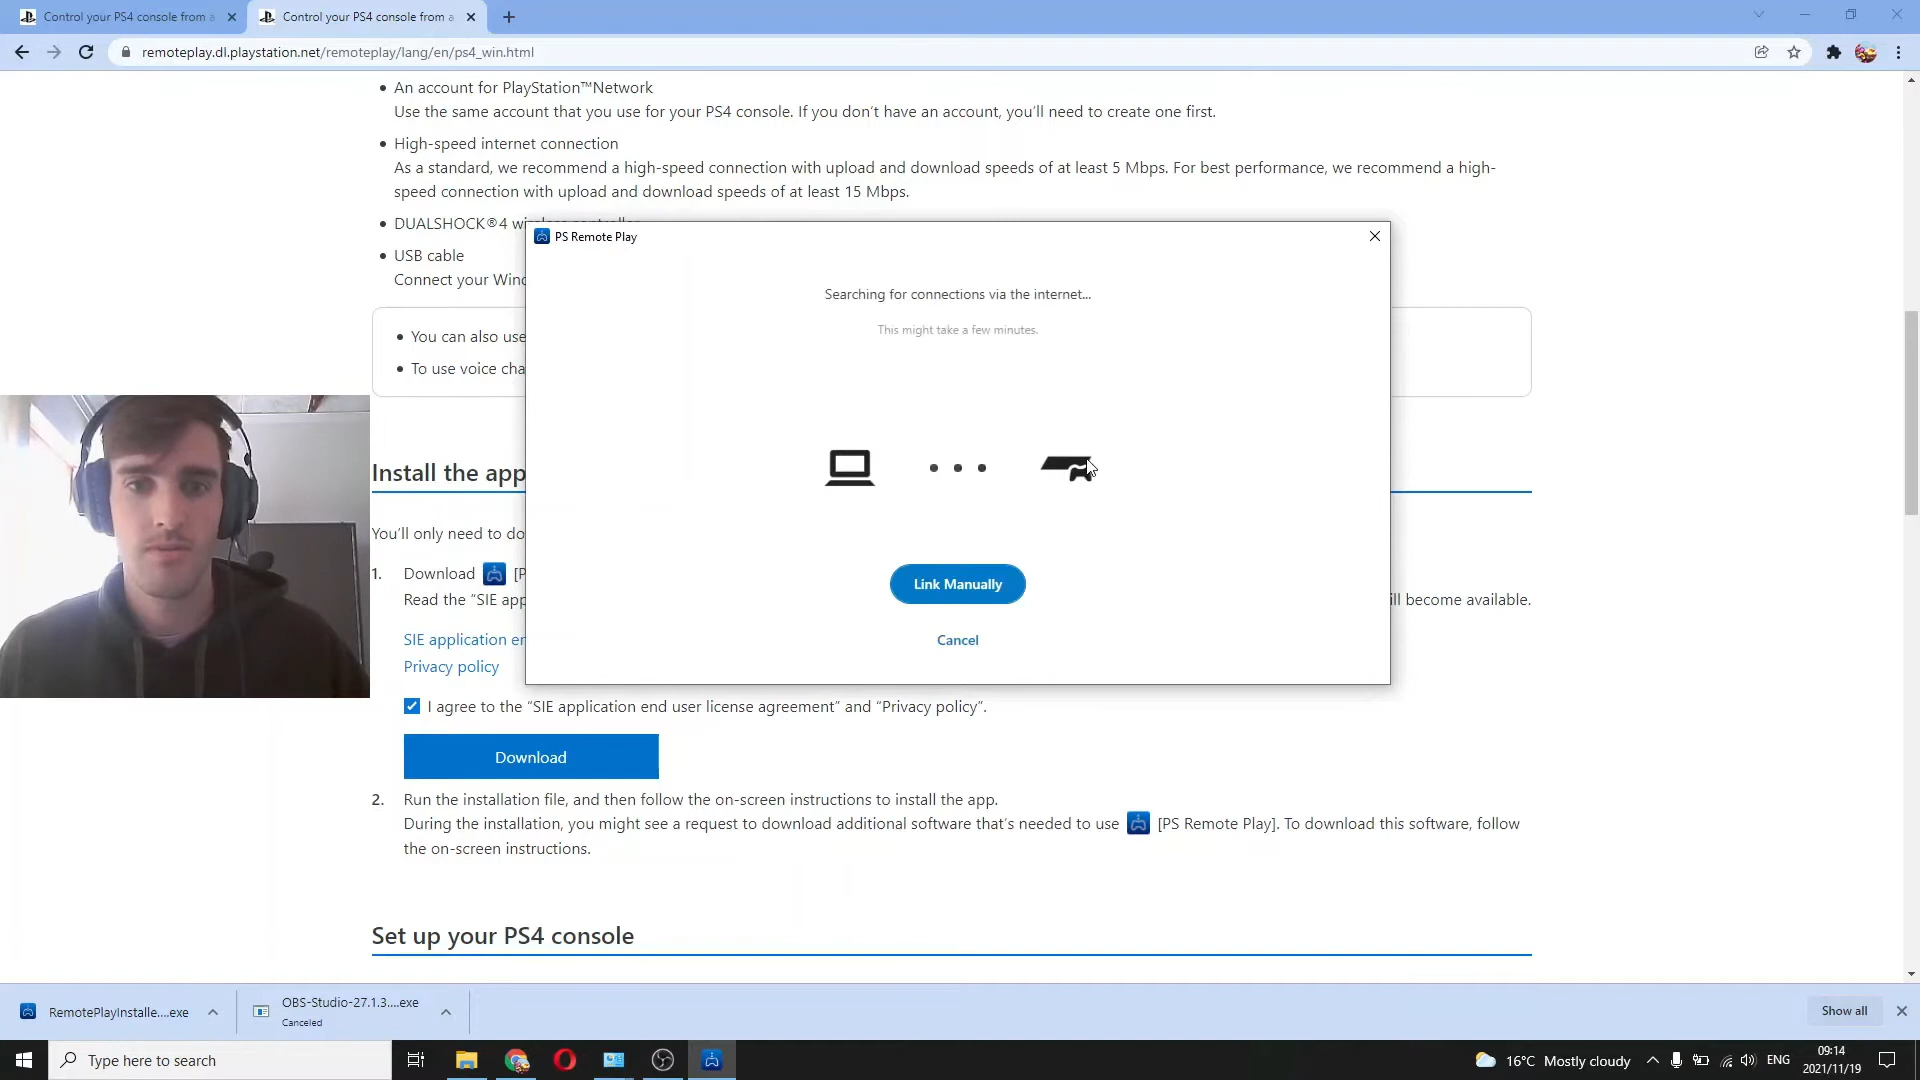 Control your PS4 console from a
Control your PS4 console from a
remoteplay.dl.playstation.net/remoteplay/lang/en/ps4_win.html
An account for PlayStation™Network
Use the same account that you use for your PS4 console. If you don't have an account, you'll need to create one first.
High-speed internet connection
As a standard, we recommend a high-speed connection with upload and download speeds of at least 5 Mbps. For best performance, we recommend a high-
speed connection with upload and download speeds of at least 15 Mbps.
DUALSHOCK®4 wireless controller
USB cable
Connect your Wind
You can also use
To use voice cha
PS Remote Play
Searching for connections via the internet...
This might take a few minutes.
Link Manually
Cancel
Install the app
You'll only need to do
1. Download [P
Read the "SIE app ill become available.
SIE application en
Privacy policy
I agree to the "SIE application end user license agreement" and "Privacy policy".
Download
2. Run the installation file, and then follow the on-screen instructions to install the app.
During the installation, you might see a request to download additional software that's needed to use [PS Remote Play]. To download this software, follow
the on-screen instructions.
Set up your PS4 console
RemotePlayInstalle....exe
OBS-Studio-27.1.3....exe
Canceled
Show all
Type here to search
16°C Mostly cloudy
ENG
09:14
2021/11/19